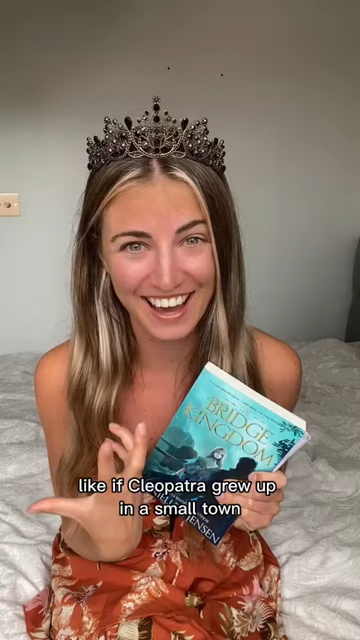 BRIDGE
KINGDOM
like if Cleopatra grew up
in a small town
JENSEN